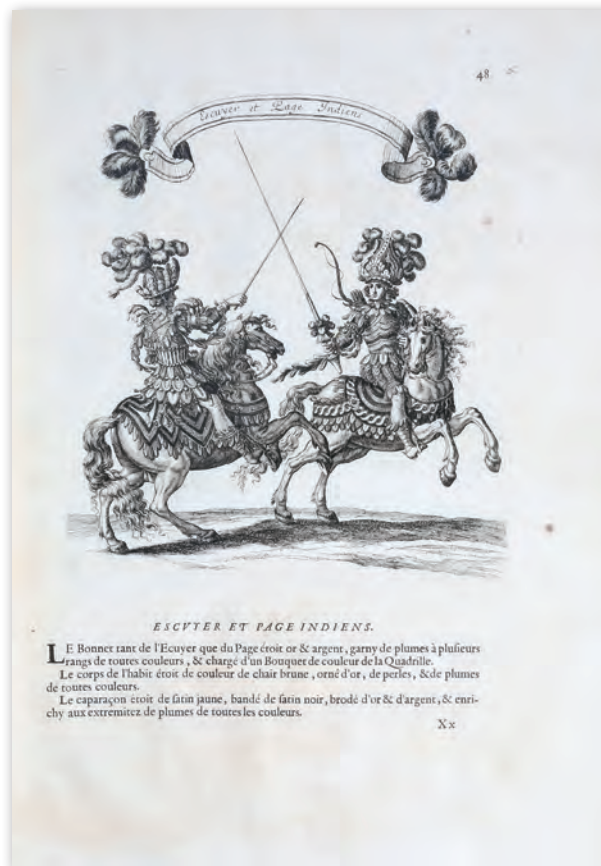 48
Escuyer et Page Indiens
ESCVYER ET PAGE INDIENS.
LE Bonnet tant de l'Ecuyer que du Page étoit or & argent, garny de plumes à plusieurs
rangs de toutes couleurs, & chargé d'un Bouquet de couleur de la Quadrille.
Le corps de l'habit étoit de couleur de chair brune, orné d'or, de perles, & de plumes
de toutes couleurs.
Le caparaçon étoit de satin jaune, bandé de satin noir, brodé d'or & d'argent, & enri-
chy aux extremitez de plumes de toutes les couleurs.
Xx